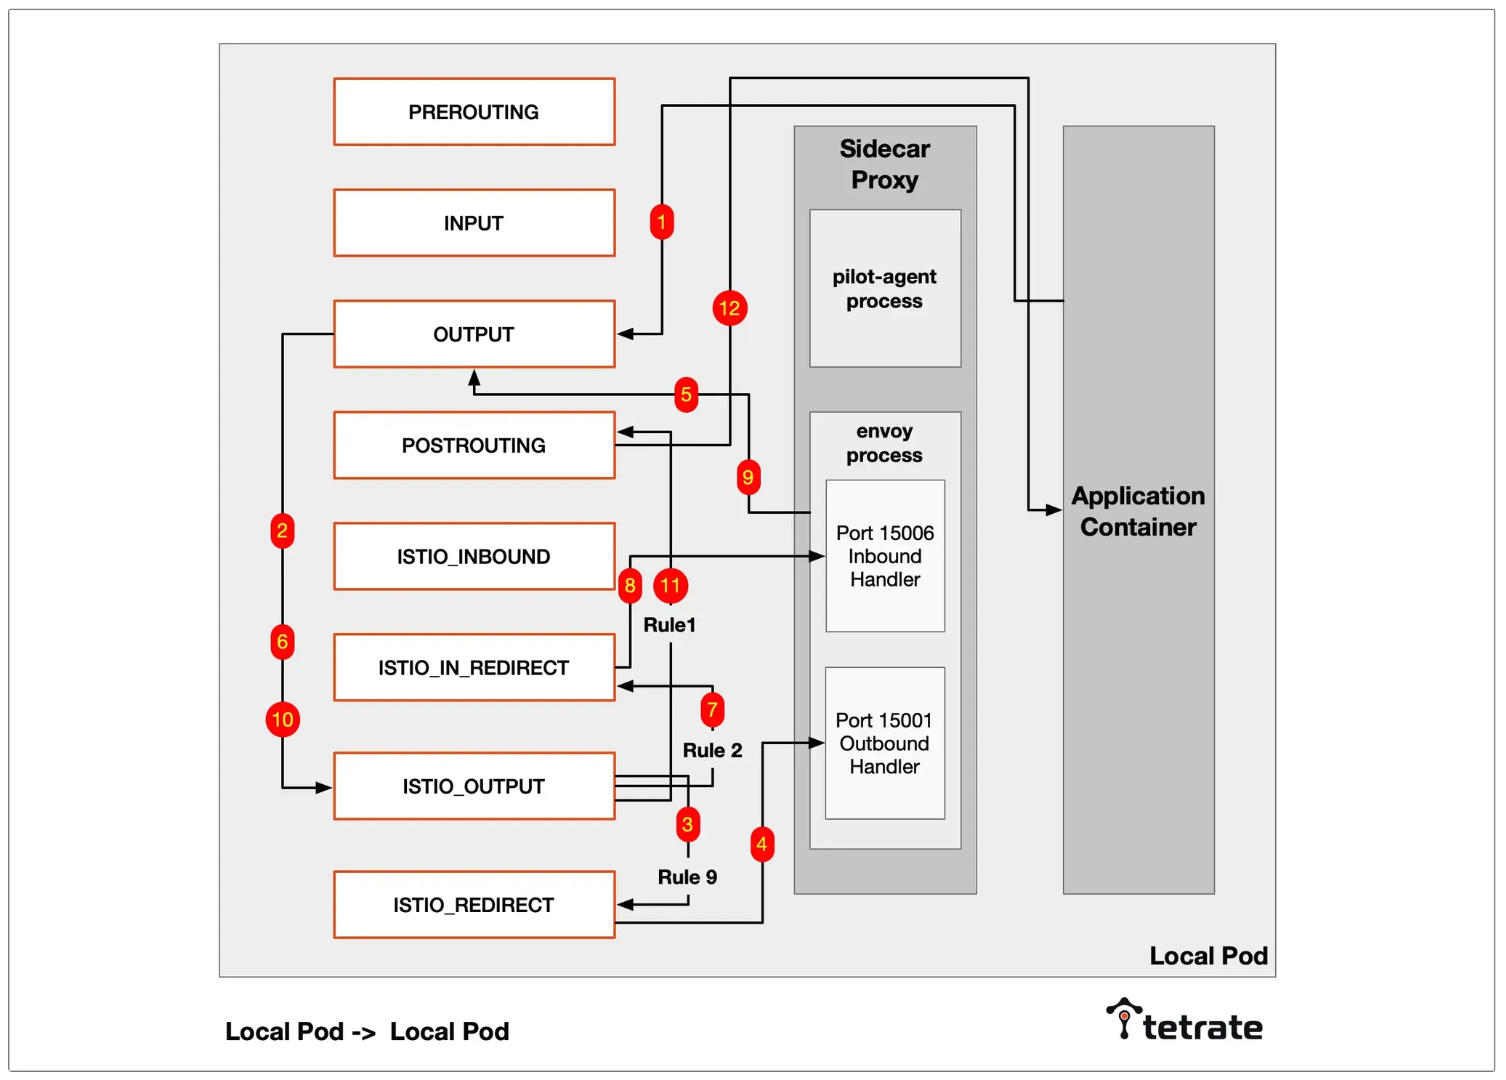 PREROUTING
INPUT
OUTPUT
POSTROUTING
ISTIO_INBOUND
ISTIO_IN_REDIRECT
ISTIO_OUTPUT
ISTIO_REDIRECT
1
12
5
9
2
6
10
8
11
Rule1
7
Rule 2
3
4
Rule 9
Sidecar
Proxy
pilot-agent
process
envoy
process
Port 15006
Inbound
Handler
Port 15001
Outbound
Handler
Application
Container
Local Pod
Local Pod -> Local Pod
tetrate